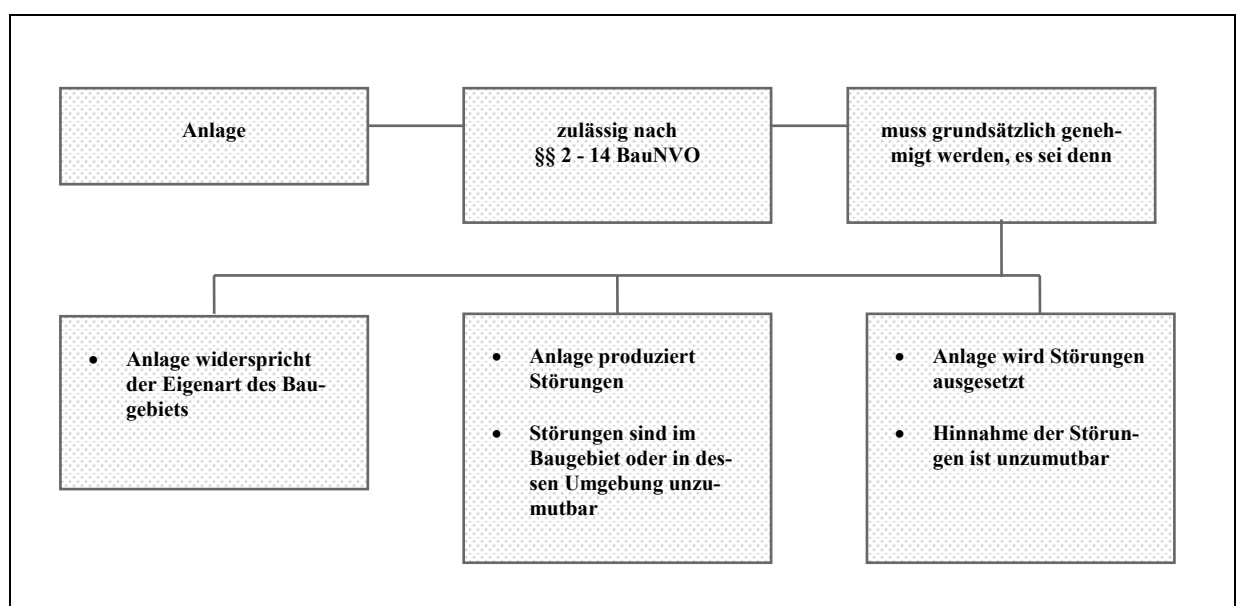 Anlage
zulässig nach
§§ 2 - 14 BauNVO
muss grundsätzlich geneh-
migt werden, es sei denn
• Anlage widerspricht
der Eigenart des Bau-
gebiets
• Anlage produziert
Störungen
• Störungen sind im
Baugebiet oder in des-
sen Umgebung unzu-
mutbar
• Anlage wird Störungen
ausgesetzt
• Hinnahme der Störun-
gen ist unzumutbar